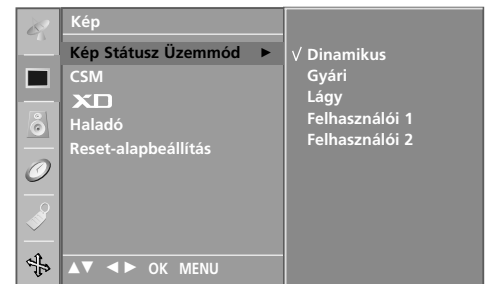 Kép
Kép Státusz Üzemmód ►
CSM
XD
Haladó
Reset-alapbeállítás
▲▼ ◄► OK MENU
√ Dinamikus
Gyári
Lágy
Felhasználói 1
Felhasználói 2